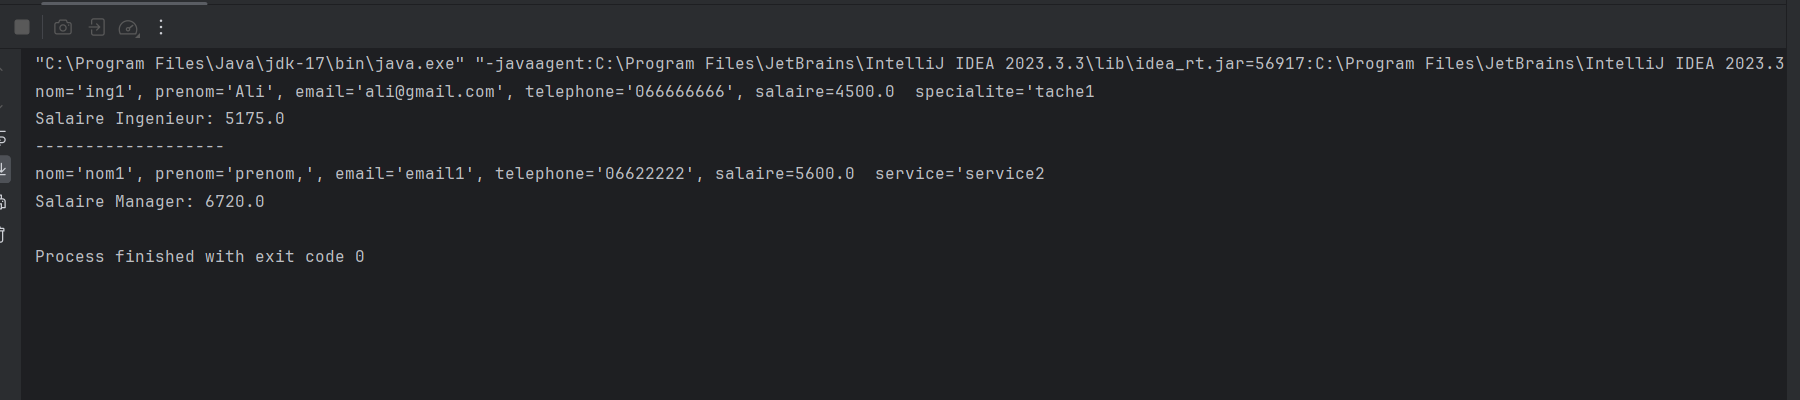 "C:\Program Files\Java\jdk-17\bin\java.exe" "-javaagent:C:\Program Files\JetBrains\IntelliJ IDEA 2023.3.3\lib\idea_rt.jar=56917:C:\Program Files\JetBrains\IntelliJ IDEA 2023.3
nom='ing1', prenom='Ali', email='ali@gmail.com', telephone='066666666', salaire=4500.0  specialite='tache1
Salaire Ingenieur: 5175.0
-------------------
nom='nom1', prenom='prenom,', email='email1', telephone='06622222', salaire=5600.0  service='service2
Salaire Manager: 6720.0
Process finished with exit code 0